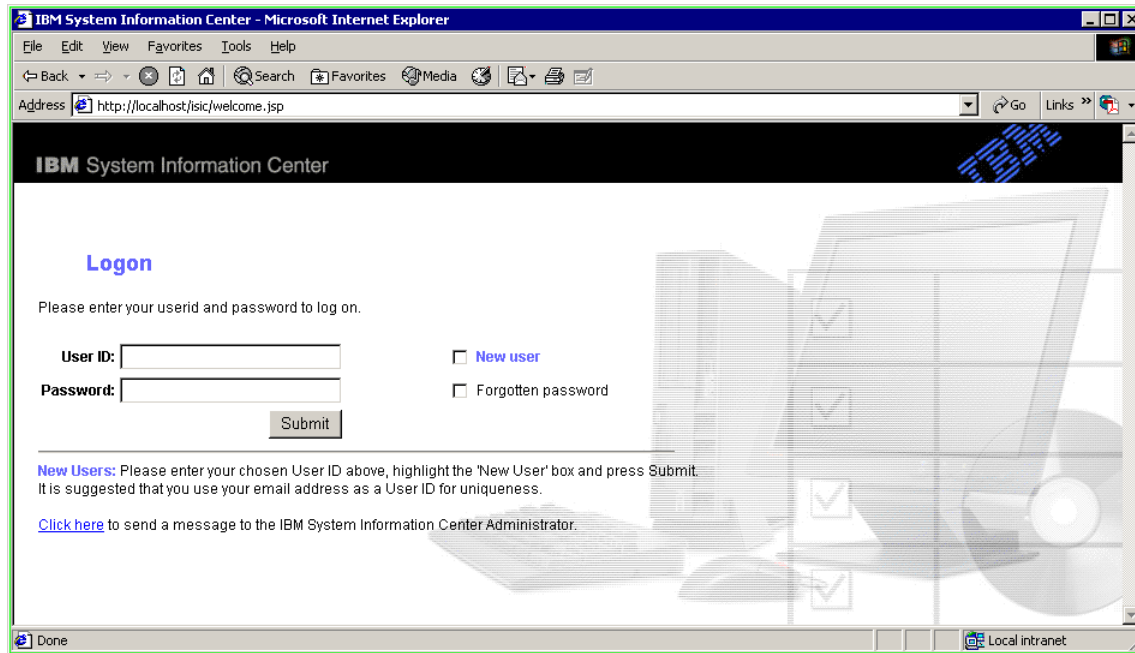 IBM System Information Center - Microsoft Internet Explorer
File Edit View Favorites Tools Help
Back Search Favorites Media
Address http://localhost/isic/welcome.jsp Go Links »
IBM System Information Center IBM
Logon
Please enter your userid and password to log on.
User ID: New user
Password: Forgotten password
Submit
New Users: Please enter your chosen User ID above, highlight the 'New User' box and press Submit.
It is suggested that you use your email address as a User ID for uniqueness.
Click here to send a message to the IBM System Information Center Administrator.
Done Local intranet